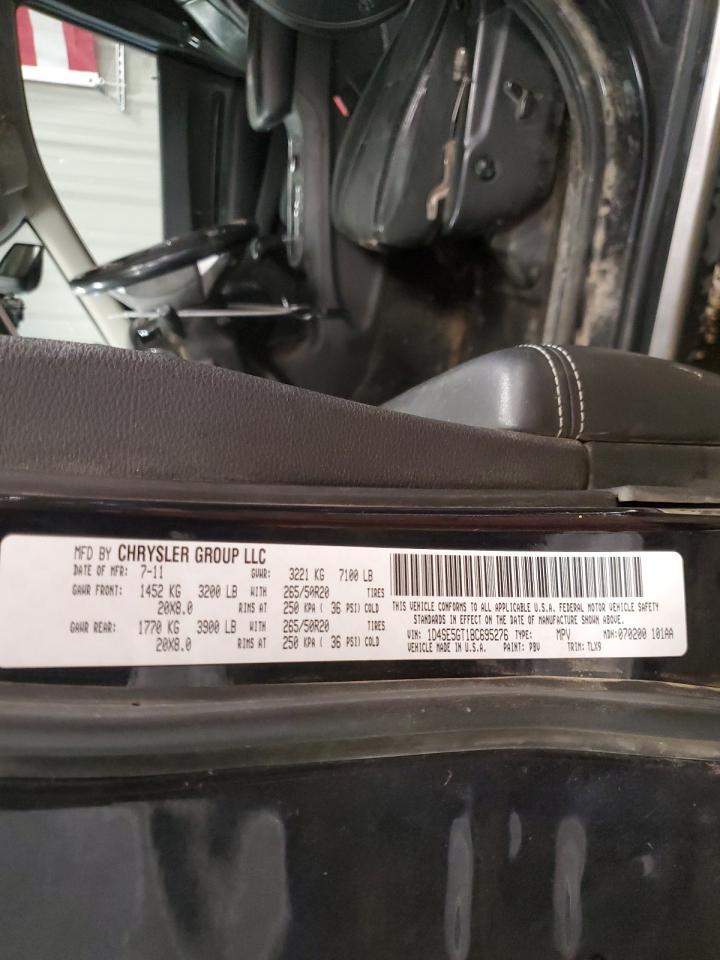 MFD BY CHRYSLER GROUP LLC
DATE OF MFR: 7-11 GVWR: 3221 KG 7100 LB
GAWR FRONT: 1452 KG 3200 LB WITH 265/50R20 TIRES
20X8.0 RIMS AT 250 KPA ( 36 PSI) COLD
GAWR REAR: 1770 KG 3900 LB WITH 265/50R20 TIRES
20X8.0 RIMS AT 250 KPA ( 36 PSI) COLD
THIS VEHICLE CONFORMS TO ALL APPLICABLE U.S.A. FEDERAL MOTOR VEHICLE SAFETY
STANDARDS IN EFFECT ON THE DATE OF MANUFACTURE SHOWN ABOVE.
VIN: 1D4SE5GT1BC695276 TYPE: MPV MDH: 070200 101AA
VEHICLE MADE IN U.S.A. PAINT: PBV TRIM: TLX9